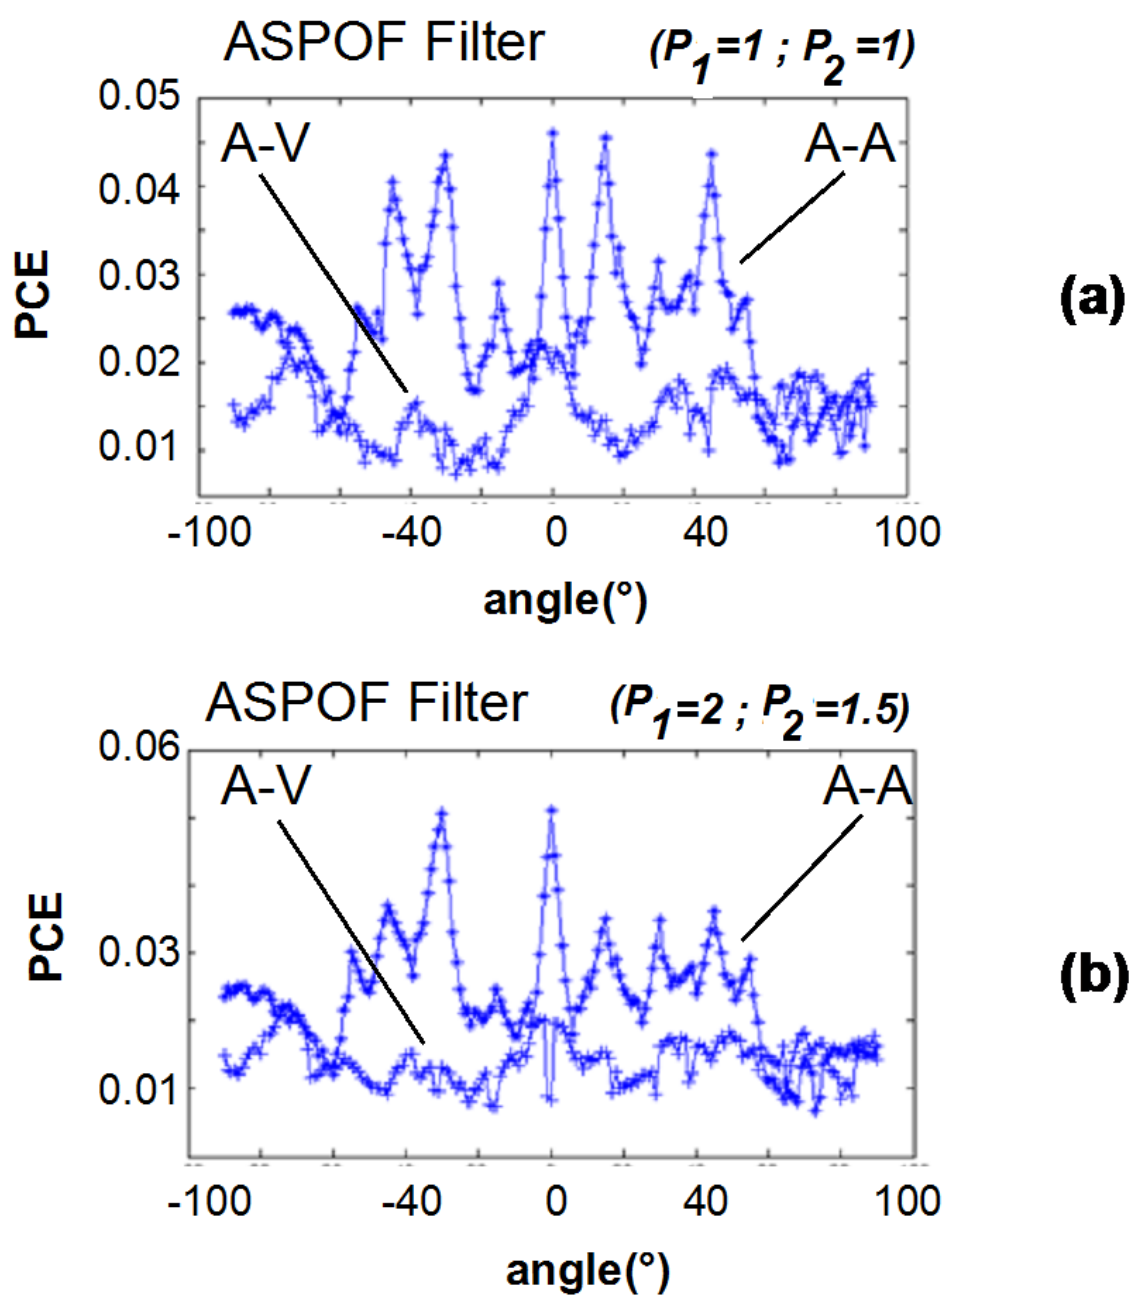 ASPOF Filter (P1=1 ; P2=1)
0.05
A-V A-A
0.04
PCE
0.03
(a)
0.02
0.01
-100 -40 0 40 100
angle(°)
ASPOF Filter (P1=2 ; P2=1.5)
0.06
A-V A-A
PCE
0.03
(b)
0.01
-100 -40 0 40 100
angle(°)